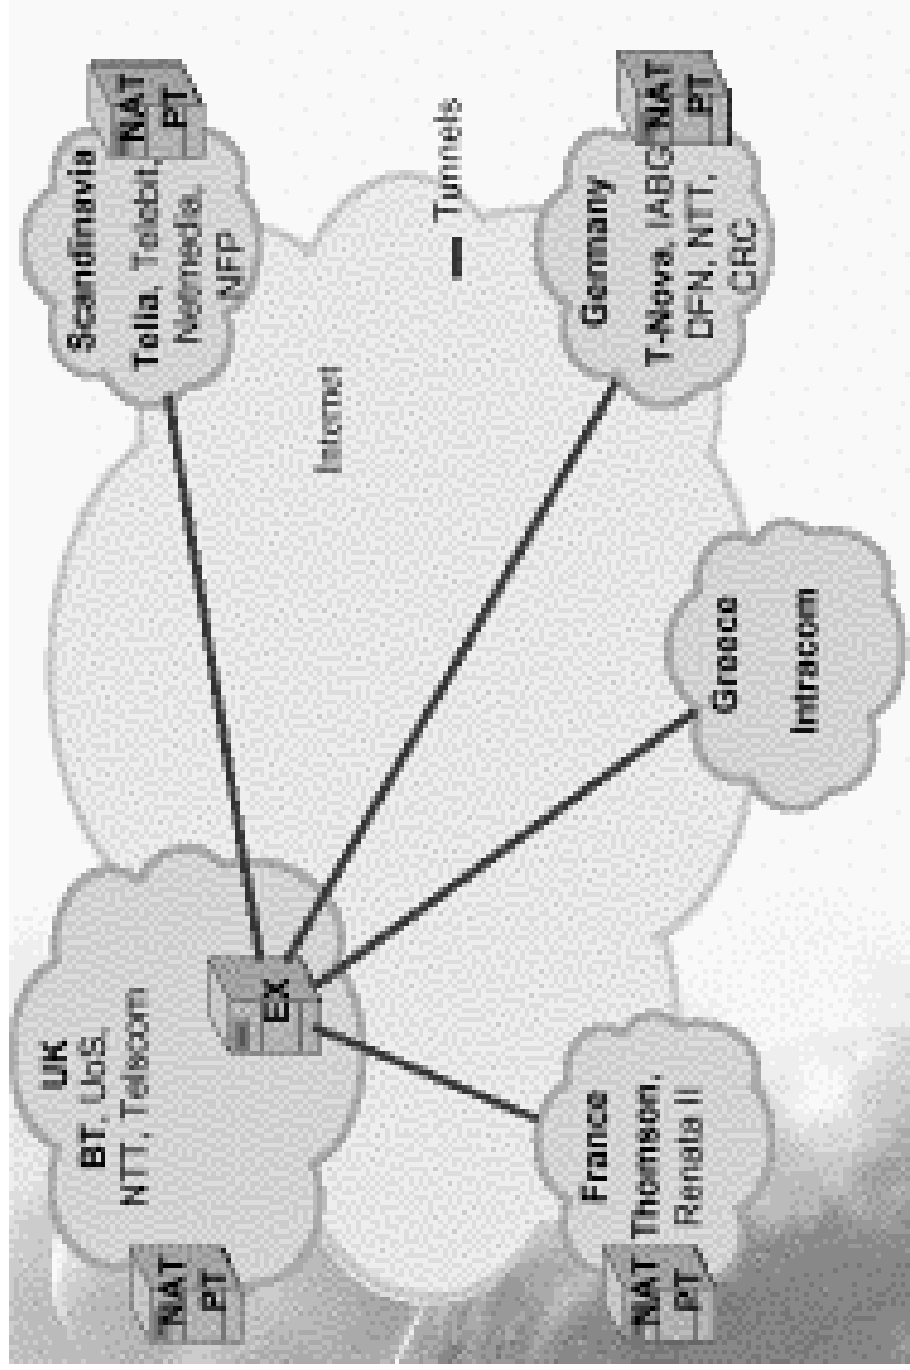 UK
BT, UoS,
NTT, Telscom
NAT
PT
EX
Scandinavia
Telia, Telebit,
Netmedia,
NFP
NAT
PT
Internet
Tunnels
France
Thomson,
Renata II
NAT
PT
Greece
Intracom
Germany
T-Nova, IABG
DFN, NTT,
CRC
NAT
PT